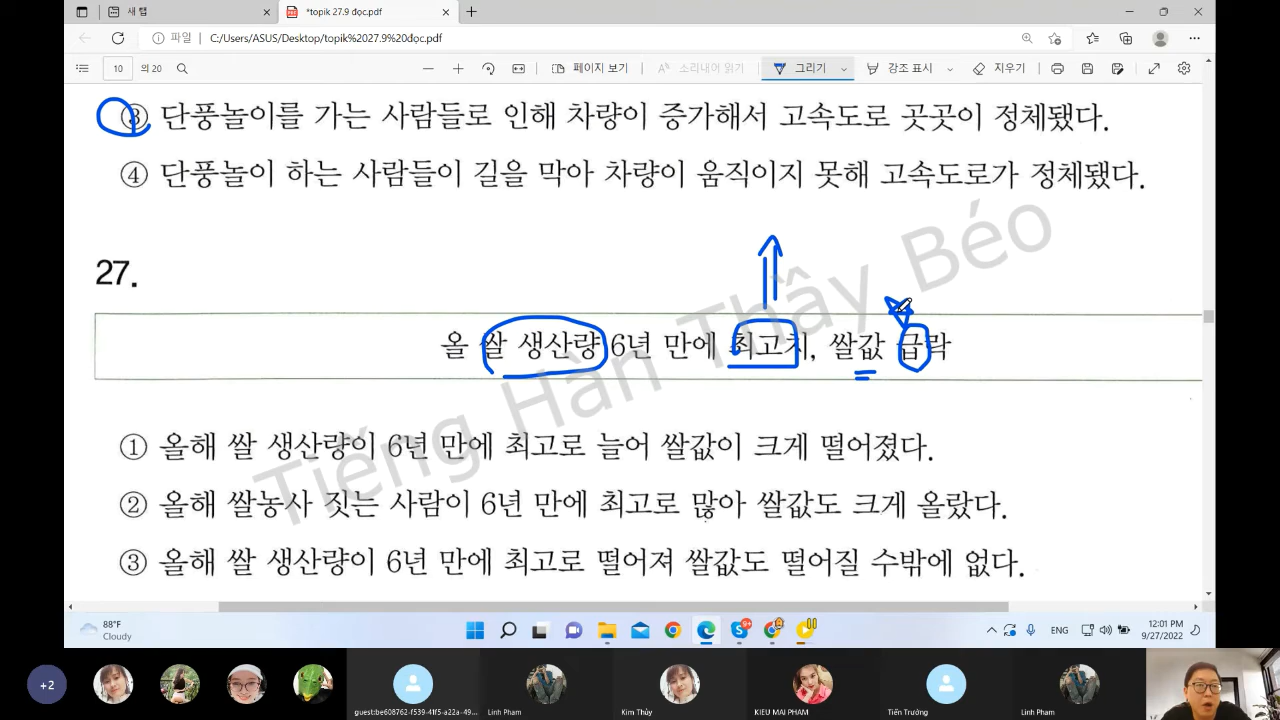 새 탭
*topik 27.9 đọc.pdf
파일
C:/Users/ASUS/Desktop/topik%2027.9%20đọc.pdf
10 의 20
페이지 보기
소리내어 읽기
그리기
강조 표시
지우기
③ 단풍놀이를 가는 사람들로 인해 차량이 증가해서 고속도로 곳곳이 정체됐다.
④ 단풍놀이 하는 사람들이 길을 막아 차량이 움직이지 못해 고속도로가 정체됐다.
27.
올 쌀 생산량 6년 만에 최고치, 쌀값 급락
① 올해 쌀 생산량이 6년 만에 최고로 늘어 쌀값이 크게 떨어졌다.
② 올해 쌀농사 짓는 사람이 6년 만에 최고로 많아 쌀값도 크게 올랐다.
③ 올해 쌀 생산량이 6년 만에 최고로 떨어져 쌀값도 떨어질 수밖에 없다.
Tiếng Hàn Thầy Béo
88°F
Cloudy
9+
ENG
12:01 PM
9/27/2022
+2
guest:be608762-f539-41f5-a22a-49...
Linh Pham
Kim Thủy
KIEU MAI PHAM
Tiến Trưởng
Linh Pham